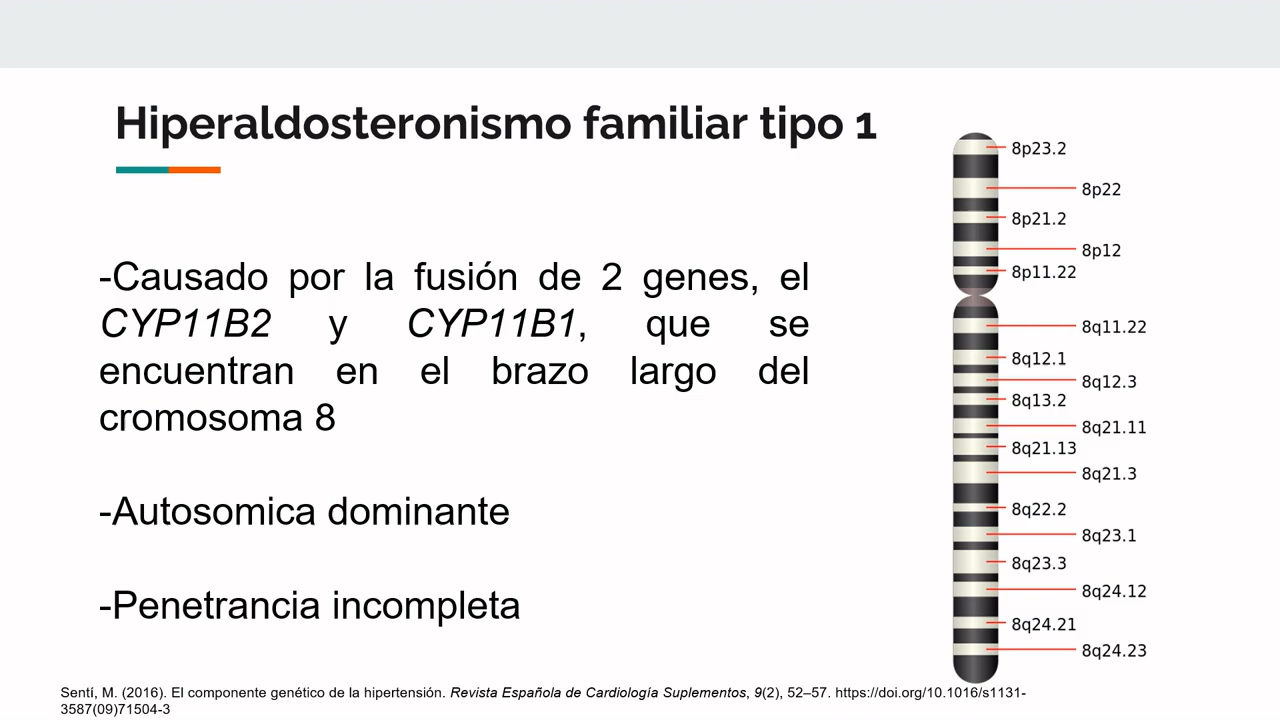 Hiperaldosteronismo familiar tipo 1
-Causado por la fusión de 2 genes, el
CYP11B2 y CYP11B1, que se
encuentran en el brazo largo del
cromosoma 8
-Autosomica dominante
-Penetrancia incompleta
8p23.2
8p22
8p21.2
8p12
8p11.22
8q11.22
8q12.1
8q12.3
8q13.2
8q21.11
8q21.13
8q21.3
8q22.2
8q23.1
8q23.3
8q24.12
8q24.21
8q24.23
Sentí, M. (2016). El componente genético de la hipertensión. Revista Española de Cardiología Suplementos, 9(2), 52–57. https://doi.org/10.1016/s1131-
3587(09)71504-3